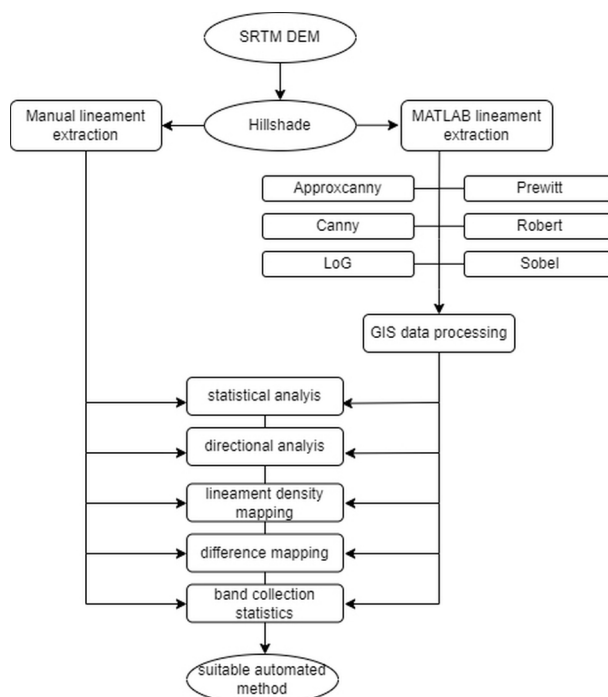 SRTM DEM
Manual lineament
extraction
Hillshade
MATLAB lineament
extraction
Approxcanny
Prewitt
Canny
Robert
LoG
Sobel
GIS data processing
statistical analyis
directional analyis
lineament density
mapping
difference mapping
band collection
statistics
suitable automated
method